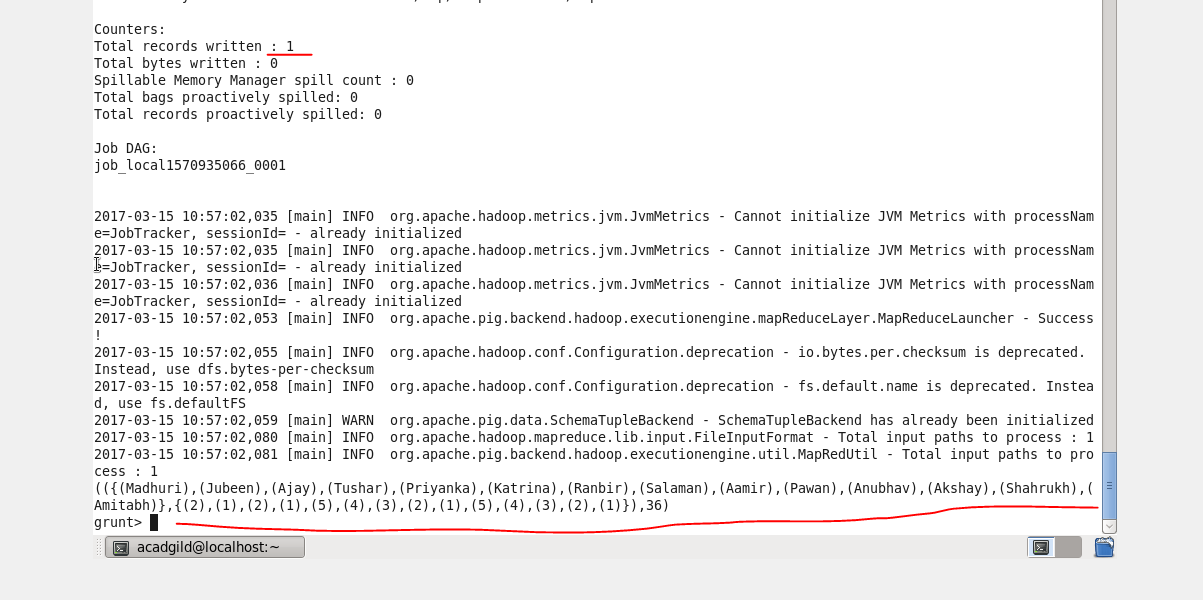 Counters:
Total records written : 1
Total bytes written : 0
Spillable Memory Manager spill count : 0
Total bags proactively spilled: 0
Total records proactively spilled: 0
Job DAG:
job_local1570935066_0001
2017-03-15 10:57:02,035 [main] INFO  org.apache.hadoop.metrics.jvm.JvmMetrics - Cannot initialize JVM Metrics with processNam
e=JobTracker, sessionId= - already initialized
2017-03-15 10:57:02,035 [main] INFO  org.apache.hadoop.metrics.jvm.JvmMetrics - Cannot initialize JVM Metrics with processNam
e=JobTracker, sessionId= - already initialized
2017-03-15 10:57:02,036 [main] INFO  org.apache.hadoop.metrics.jvm.JvmMetrics - Cannot initialize JVM Metrics with processNam
e=JobTracker, sessionId= - already initialized
2017-03-15 10:57:02,053 [main] INFO  org.apache.pig.backend.hadoop.executionengine.mapReduceLayer.MapReduceLauncher - Success
!
2017-03-15 10:57:02,055 [main] INFO  org.apache.hadoop.conf.Configuration.deprecation - io.bytes.per.checksum is deprecated.
Instead, use dfs.bytes-per-checksum
2017-03-15 10:57:02,058 [main] INFO  org.apache.hadoop.conf.Configuration.deprecation - fs.default.name is deprecated. Instea
d, use fs.defaultFS
2017-03-15 10:57:02,059 [main] WARN  org.apache.pig.data.SchemaTupleBackend - SchemaTupleBackend has already been initialized
2017-03-15 10:57:02,080 [main] INFO  org.apache.hadoop.mapreduce.lib.input.FileInputFormat - Total input paths to process : 1
2017-03-15 10:57:02,081 [main] INFO  org.apache.pig.backend.hadoop.executionengine.util.MapRedUtil - Total input paths to pro
cess : 1
(({(Madhuri),(Jubeen),(Ajay),(Tushar),(Priyanka),(Katrina),(Ranbir),(Salaman),(Aamir),(Pawan),(Anubhav),(Akshay),(Shahrukh),(
Amitabh)},{(2),(1),(2),(1),(5),(4),(3),(2),(1),(5),(4),(3),(2),(1)}),36)
grunt>
acadgild@localhost:~